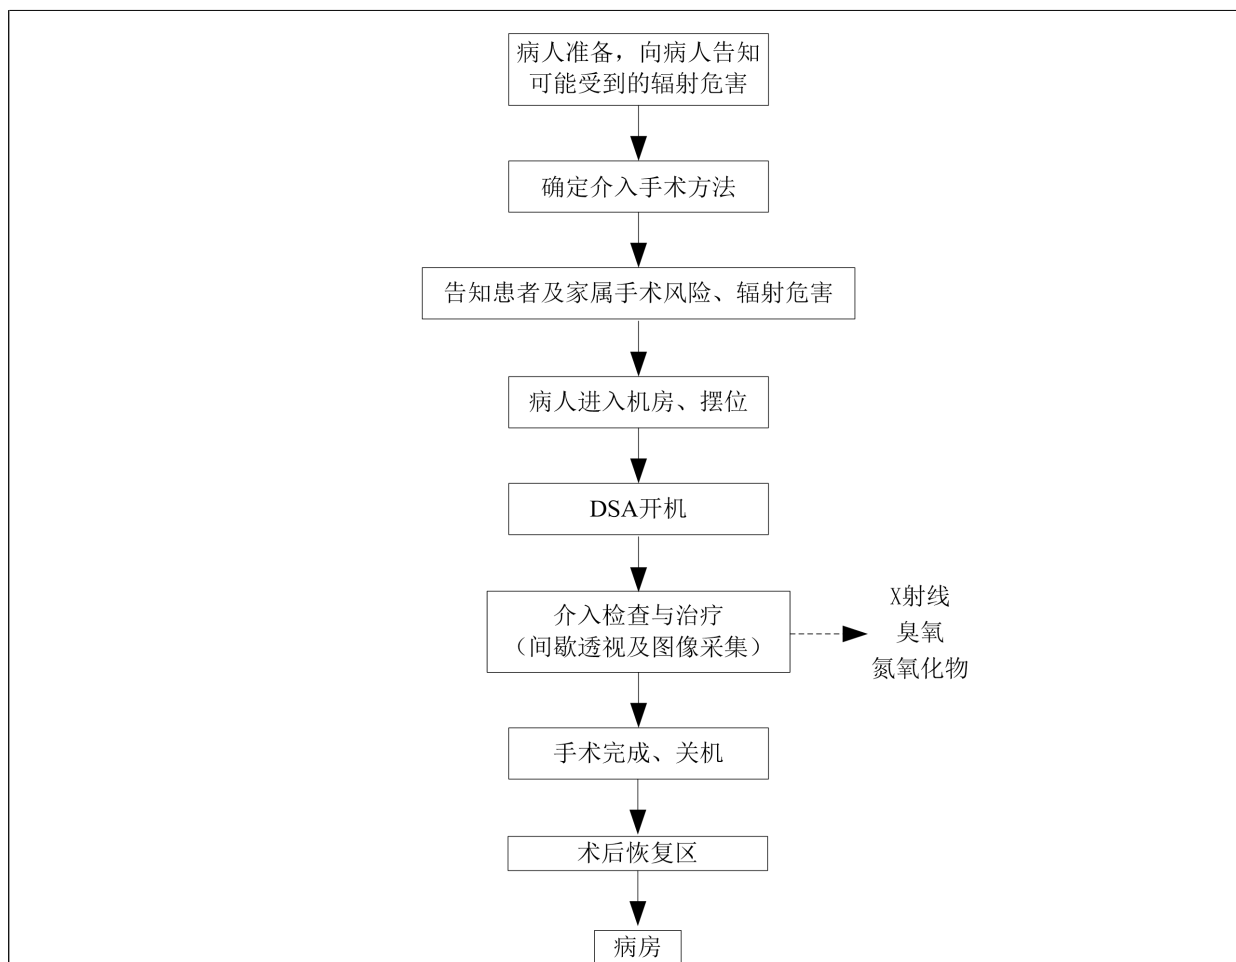 病人准备，向病人告知
可能受到的辐射危害
确定介入手术方法
告知患者及家属手术风险、辐射危害
病人进入机房、摆位
DSA开机
介入检查与治疗
（间歇透视及图像采集）
X射线
臭氧
氮氧化物
手术完成、关机
术后恢复区
病房